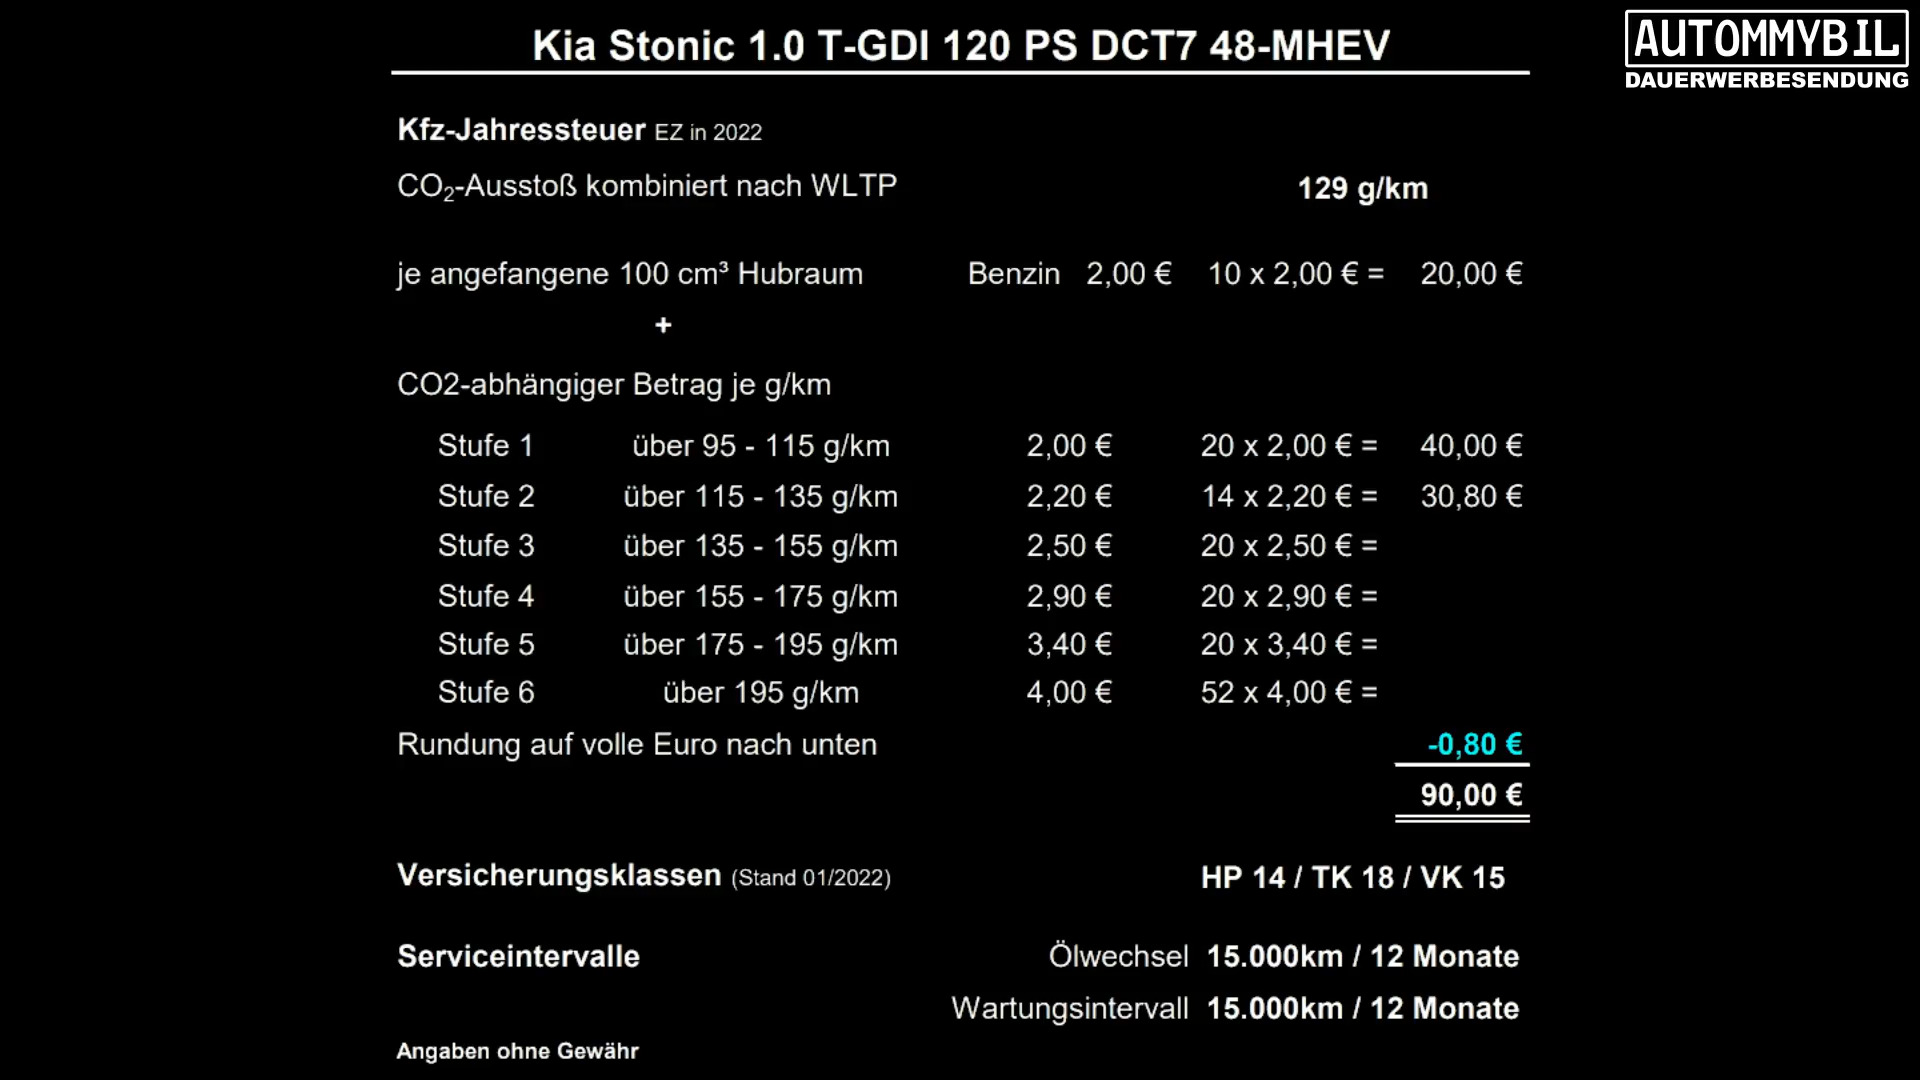 Kia Stonic 1.0 T-GDI 120 PS DCT7 48-MHEV
AUTOMMYBIL
DAUERWERBESENDUNG
Kfz-Jahressteuer EZ in 2022
CO₂-Ausstoß kombiniert nach WLTP 129 g/km
je angefangene 100 cm³ Hubraum Benzin 2,00 € 10 x 2,00 € = 20,00 €
+
CO2-abhängiger Betrag je g/km
Stufe 1 über 95 - 115 g/km 2,00 € 20 x 2,00 € = 40,00 €
Stufe 2 über 115 - 135 g/km 2,20 € 14 x 2,20 € = 30,80 €
Stufe 3 über 135 - 155 g/km 2,50 € 20 x 2,50 € =
Stufe 4 über 155 - 175 g/km 2,90 € 20 x 2,90 € =
Stufe 5 über 175 - 195 g/km 3,40 € 20 x 3,40 € =
Stufe 6 über 195 g/km 4,00 € 52 x 4,00 € =
Rundung auf volle Euro nach unten -0,80 €
90,00 €
Versicherungsklassen (Stand 01/2022) HP 14 / TK 18 / VK 15
Serviceintervalle Ölwechsel 15.000km / 12 Monate
Wartungsintervall 15.000km / 12 Monate
Angaben ohne Gewähr